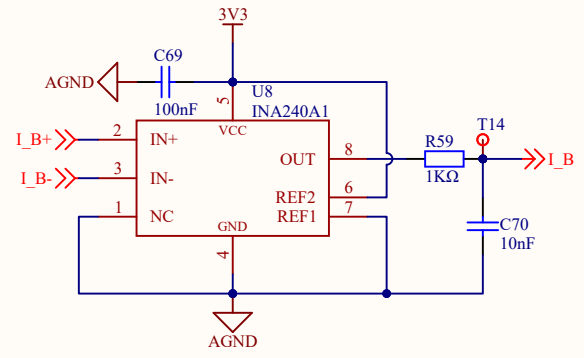 3V3
C69
AGND
100nF
5
U8
INA240A1
VCC
I_B+
2
IN+
I_B-
3
IN-
1
NC
OUT
8
REF2
6
REF1
7
GND
4
R59
1KΩ
T14
I_B
C70
10nF
AGND